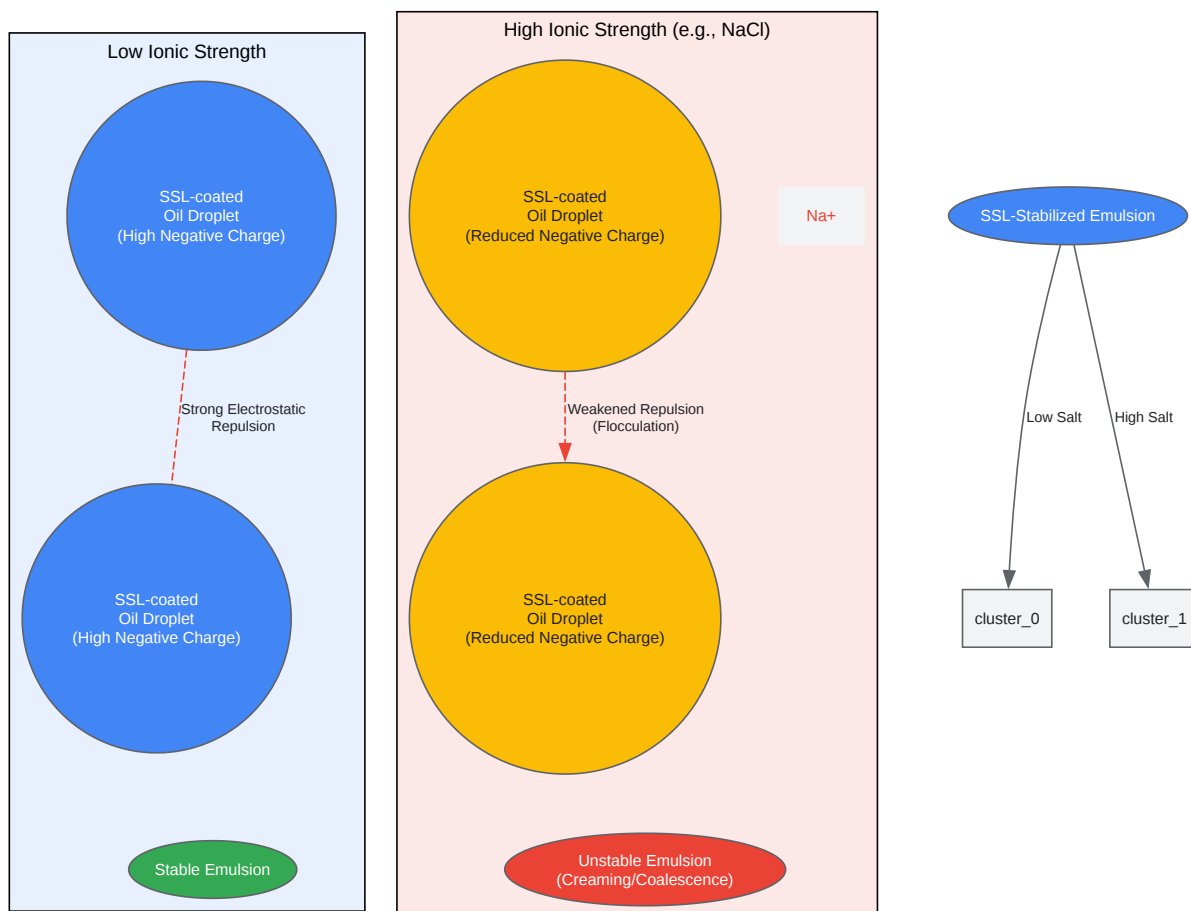 Low Ionic Strength
SSL-coated
Oil Droplet
(High Negative Charge)
Strong Electrostatic
Repulsion
SSL-coated
Oil Droplet
(High Negative Charge)
Stable Emulsion
High Ionic Strength (e.g., NaCl)
SSL-coated
Oil Droplet
(Reduced Negative Charge)
Na+
Weakened Repulsion
(Flocculation)
SSL-coated
Oil Droplet
(Reduced Negative Charge)
Unstable Emulsion
(Creaming/Coalescence)
SSL-Stabilized Emulsion
Low Salt
High Salt
cluster_0
cluster_1